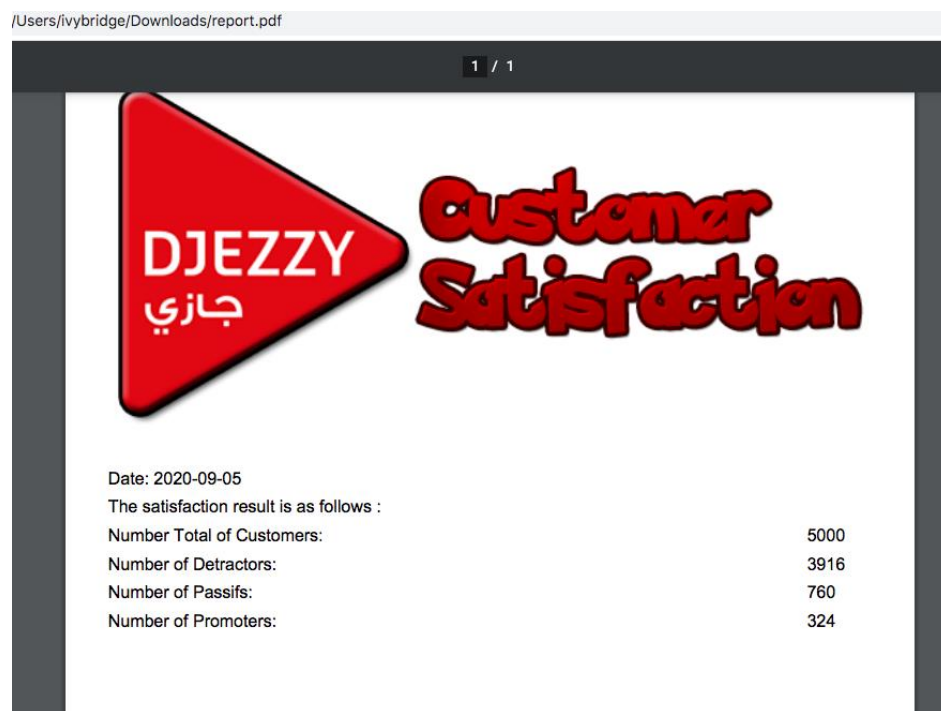 /Users/ivybridge/Downloads/report.pdf
1 / 1
DJEZZY
جازي
Customer
Satisfaction
Date: 2020-09-05
The satisfaction result is as follows :
Number Total of Customers: 5000
Number of Detractors: 3916
Number of Passifs: 760
Number of Promoters: 324